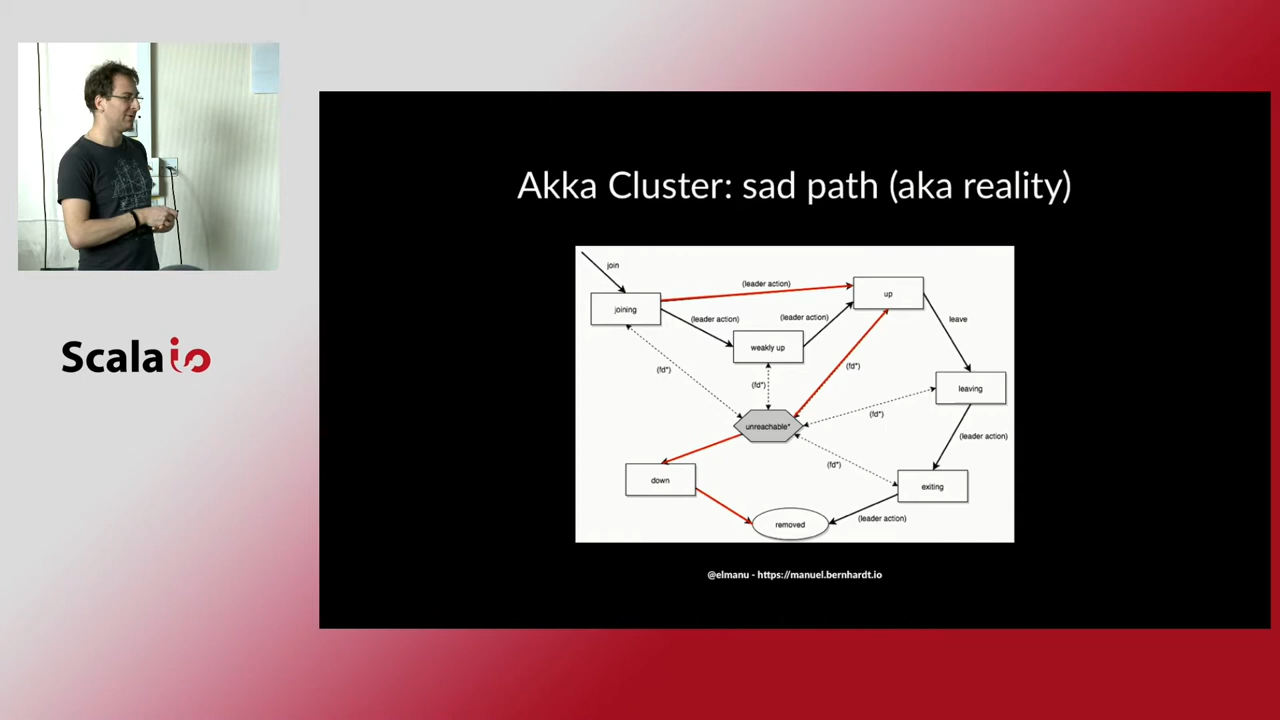 Akka Cluster: sad path (aka reality)
join
(leader action)
up
joining
(leader action)
(leader action)
leave
weakly up
(fd*)
(fd*)
(fd*)
leaving
(fd*)
unreachable*
(leader action)
(fd*)
down
exiting
(leader action)
removed
@elmanu - https://manuel.bernhardt.io
Scala io